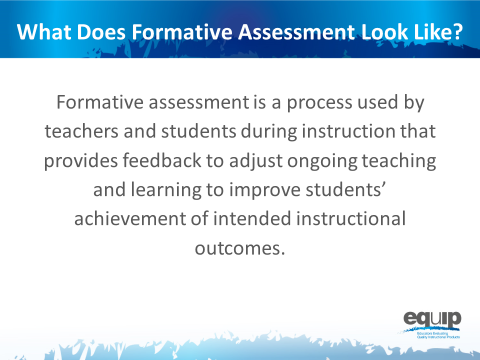 What Does Formative Assessment Look Like?
Formative assessment is a process used by
teachers and students during instruction that
provides feedback to adjust ongoing teaching
and learning to improve students’
achievement of intended instructional
outcomes.
equip
Educators Evaluating
Quality Instructional Products